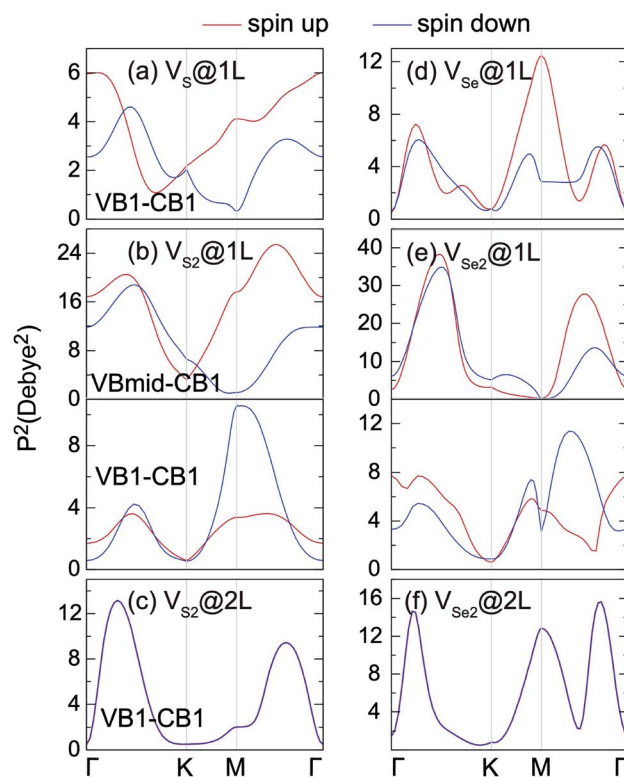 spin up spin down
(a) V_S@1L
6
4
2
0
VB1-CB1
(d) V_Se@1L
12
8
4
0
(b) V_S2@1L
24
16
8
0
VBmid-CB1
(e) V_Se2@1L
40
30
20
10
0
P²(Debye²)
8
4
0
VB1-CB1
12
8
4
0
(c) V_S2@2L
12
8
4
0
VB1-CB1
Γ K M Γ
(f) V_Se2@2L
16
12
8
4
Γ K M Γ